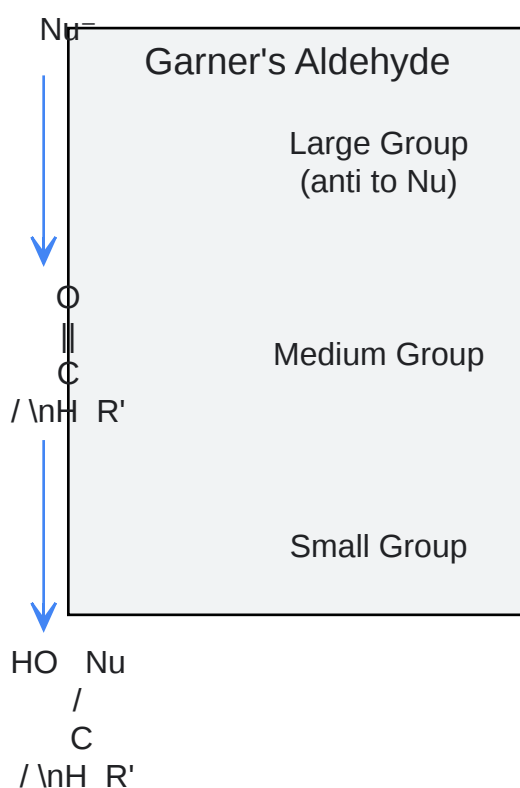 Nu⁻
Garner's Aldehyde
Large Group
(anti to Nu)
O
||
C
/ \nH  R'
Medium Group
Small Group
HO   Nu
/
C
/ \nH  R'